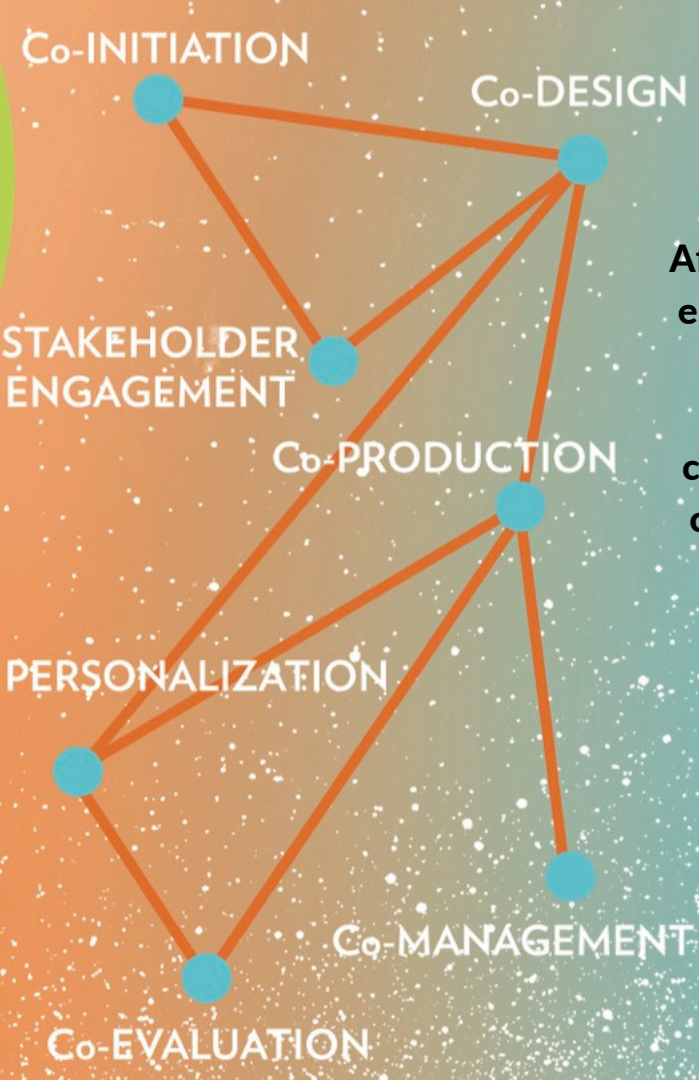 Co-INITIATION
Co-DESIGN
STAKEHOLDER
ENGAGEMENT
Co-PRODUCTION
PERSONALIZATION
Co-MANAGEMENT
Co-EVALUATION